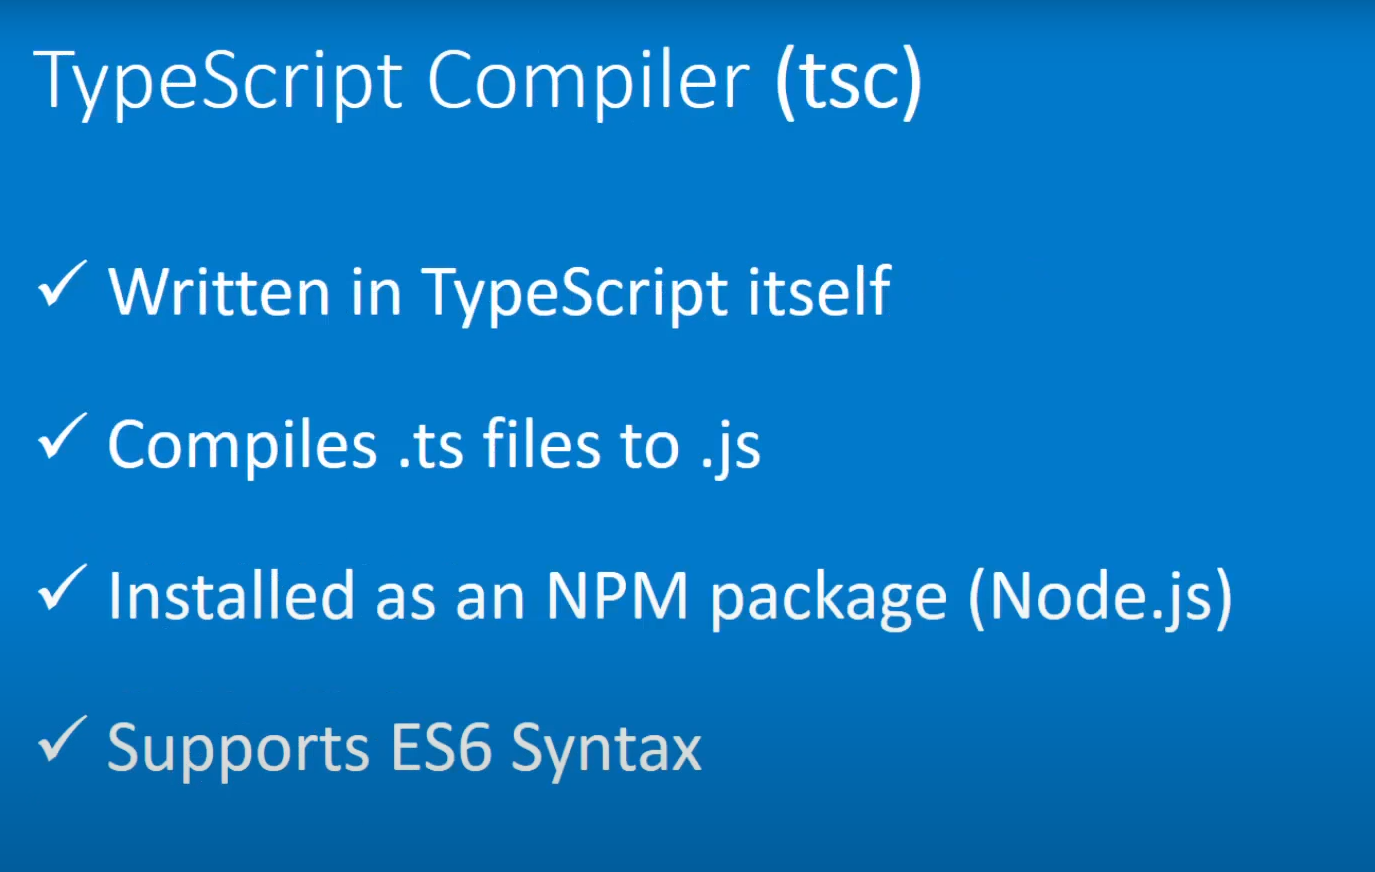 TypeScript Compiler (tsc)
✓ Written in TypeScript itself
✓ Compiles .ts files to .js
✓ Installed as an NPM package (Node.js)
✓ Supports ES6 Syntax